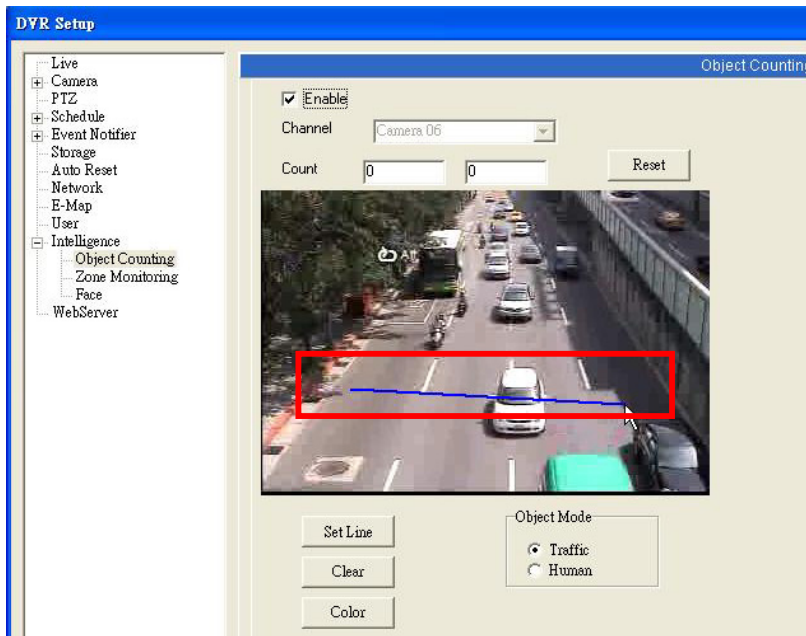 DVR Setup
Live
Camera
PTZ
Schedule
Event Notifier
Storage
Auto Reset
Network
E-Map
User
Intelligence
Object Counting
Zone Monitoring
Face
WebServer
Object Counting
Enable
Channel Camera 06
Count 0 0 Reset
Set Line
Clear
Color
Object Mode
Traffic
Human